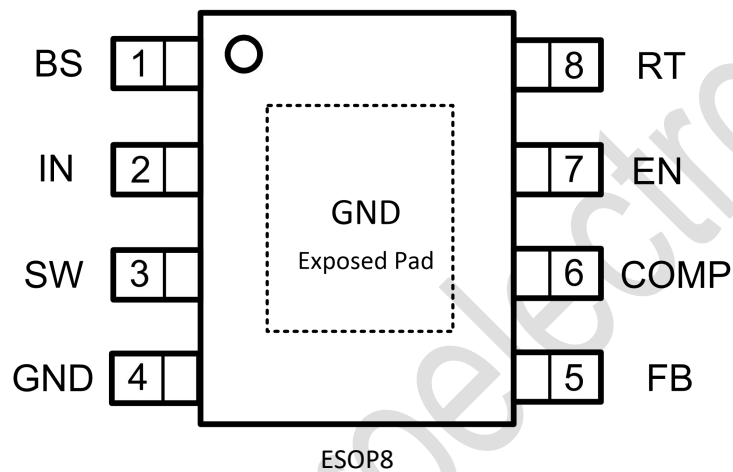 BS 1 8 RT
IN 2 7 EN
GND
Exposed Pad
SW 3 6 COMP
GND 4 5 FB
ESOP8